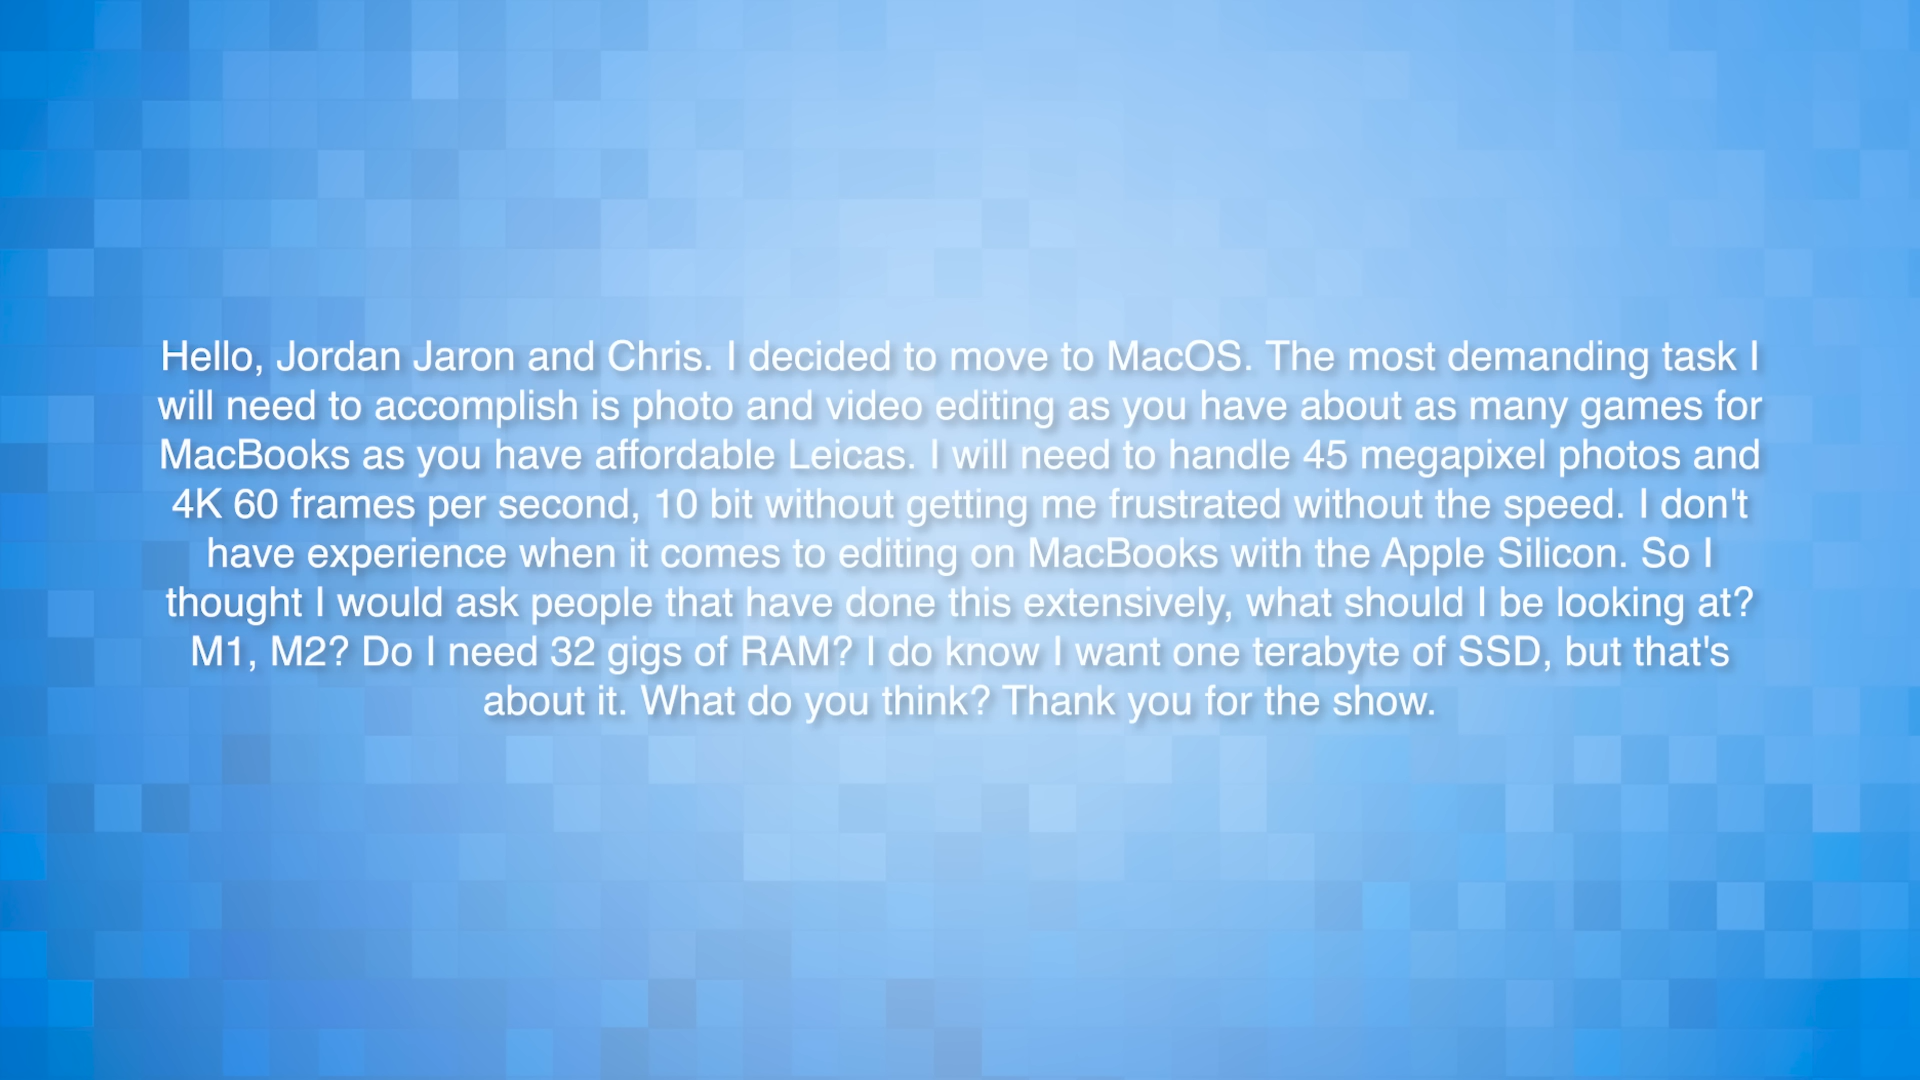 Hello, Jordan Jaron and Chris. I decided to move to MacOS. The most demanding task I
will need to accomplish is photo and video editing as you have about as many games for
MacBooks as you have affordable Leicas. I will need to handle 45 megapixel photos and
4K 60 frames per second, 10 bit without getting me frustrated without the speed. I don't
have experience when it comes to editing on MacBooks with the Apple Silicon. So I
thought I would ask people that have done this extensively, what should I be looking at?
M1, M2? Do I need 32 gigs of RAM? I do know I want one terabyte of SSD, but that's
about it. What do you think? Thank you for the show.